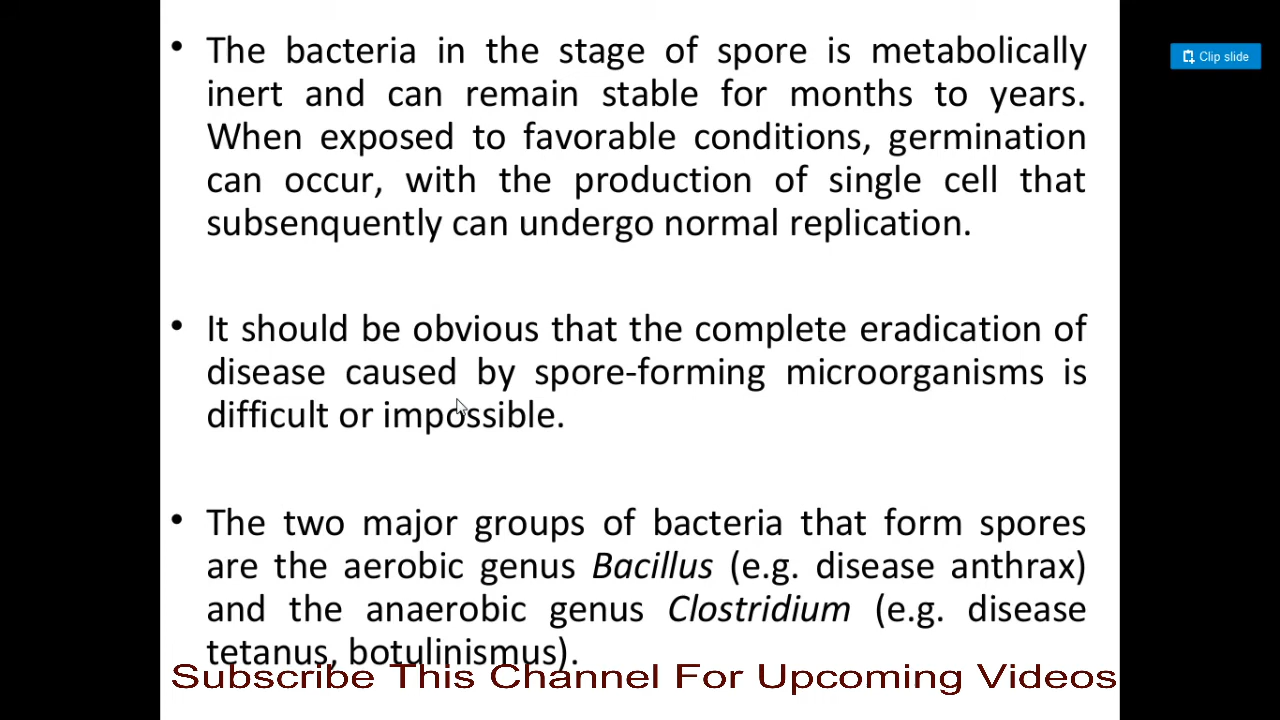 • The bacteria in the stage of spore is metabolically
inert and can remain stable for months to years.
When exposed to favorable conditions, germination
can occur, with the production of single cell that
subsenquently can undergo normal replication.
• It should be obvious that the complete eradication of
disease caused by spore-forming microorganisms is
difficult or impossible.
• The two major groups of bacteria that form spores
are the aerobic genus Bacillus (e.g. disease anthrax)
and the anaerobic genus Clostridium (e.g. disease
tetanus, botulinismus).
Subscribe This Channel For Upcoming Videos
Clip slide